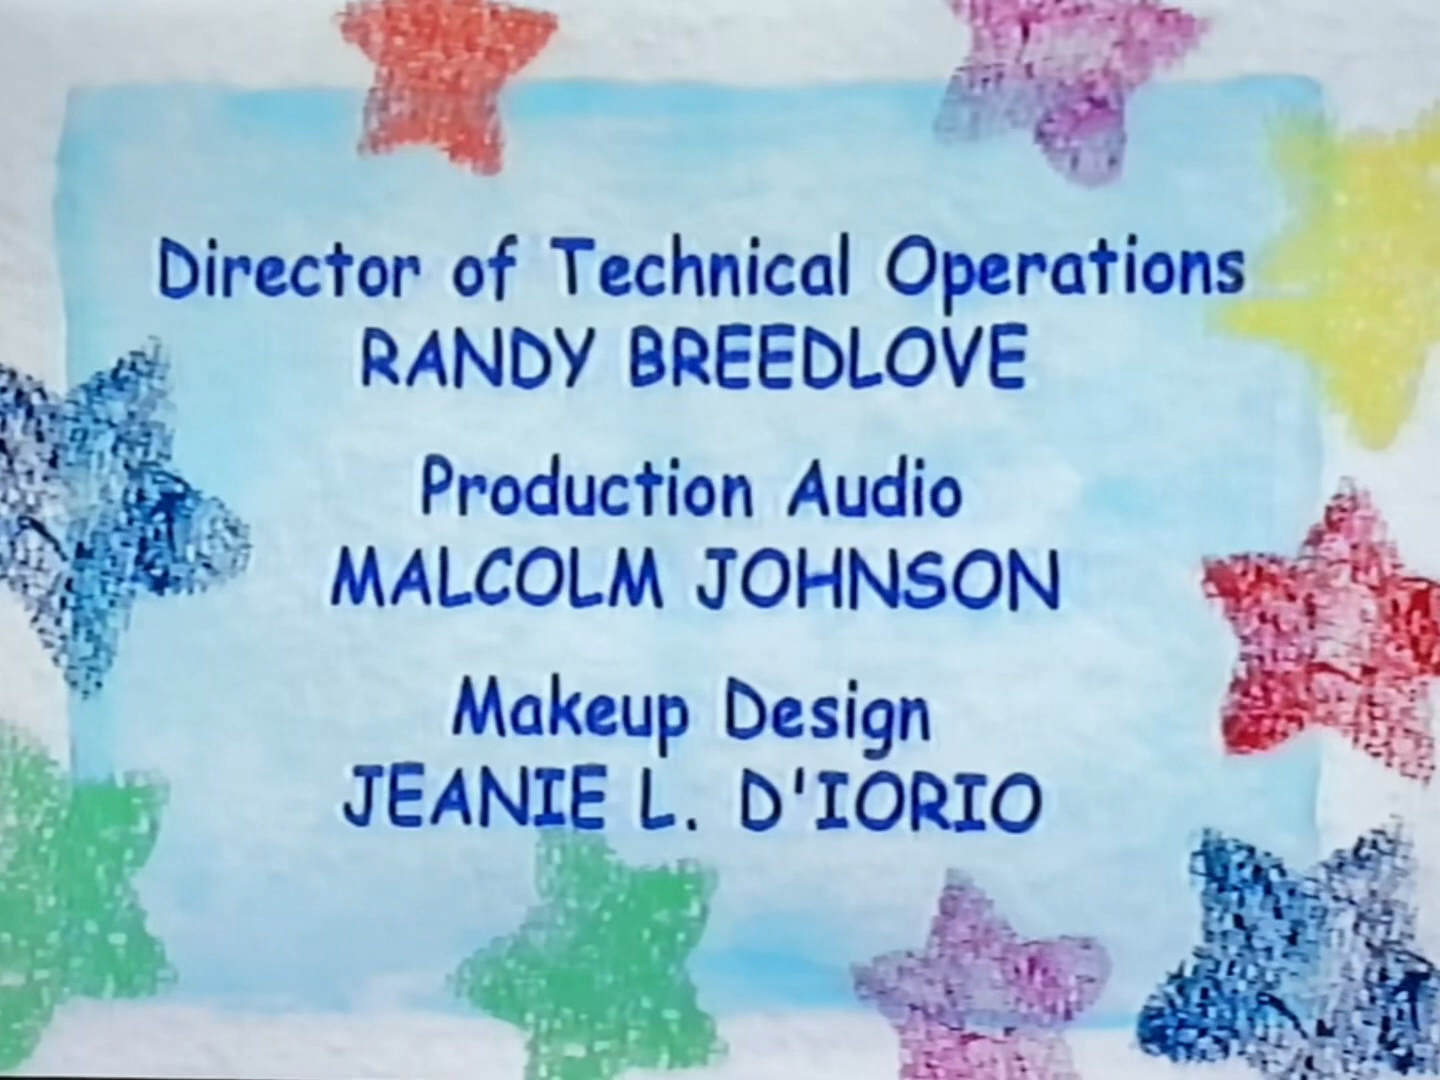 Director of Technical Operations
RANDY BREEDLOVE
Production Audio
MALCOLM JOHNSON
Makeup Design
JEANIE L. D'IORIO